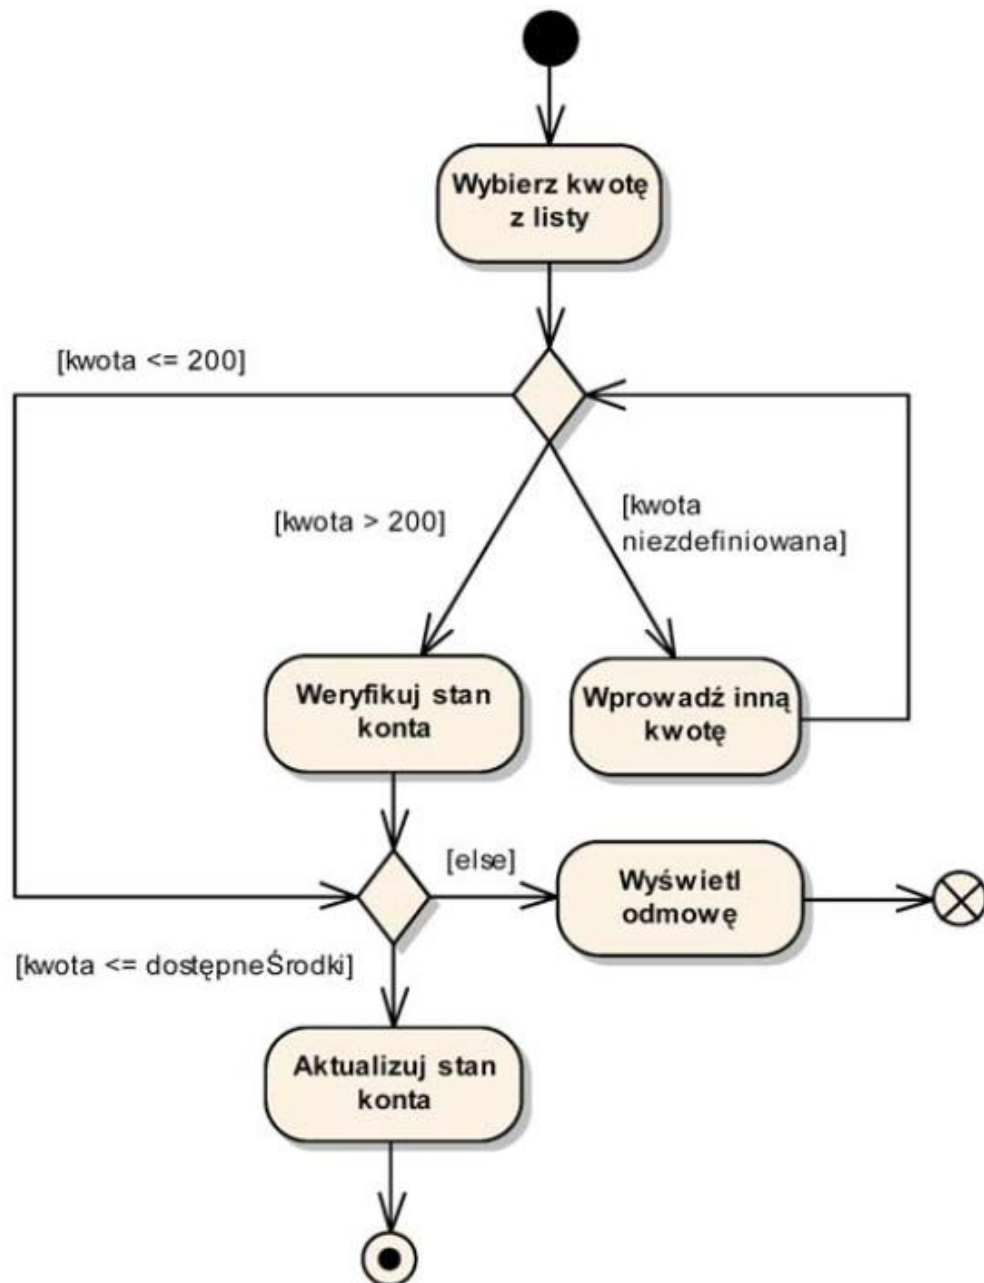 Wybierz kwotę
z listy
[kwota <= 200]
[kwota > 200]
[kwota
niezdefiniowana]
Weryfikuj stan
konta
Wprowadź inną
kwotę
[else]
Wyświetl
odmowę
[kwota <= dostępneŚrodki]
Aktualizuj stan
konta